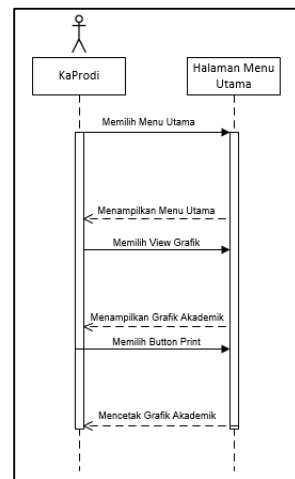 KaProdi
Halaman Menu
Utama
Memilih Menu Utama
Menampilkan Menu Utama
Memilih View Grafik
Menampilkan Grafik Akademik
Memilih Button Print
Mencetak Grafik Akademik